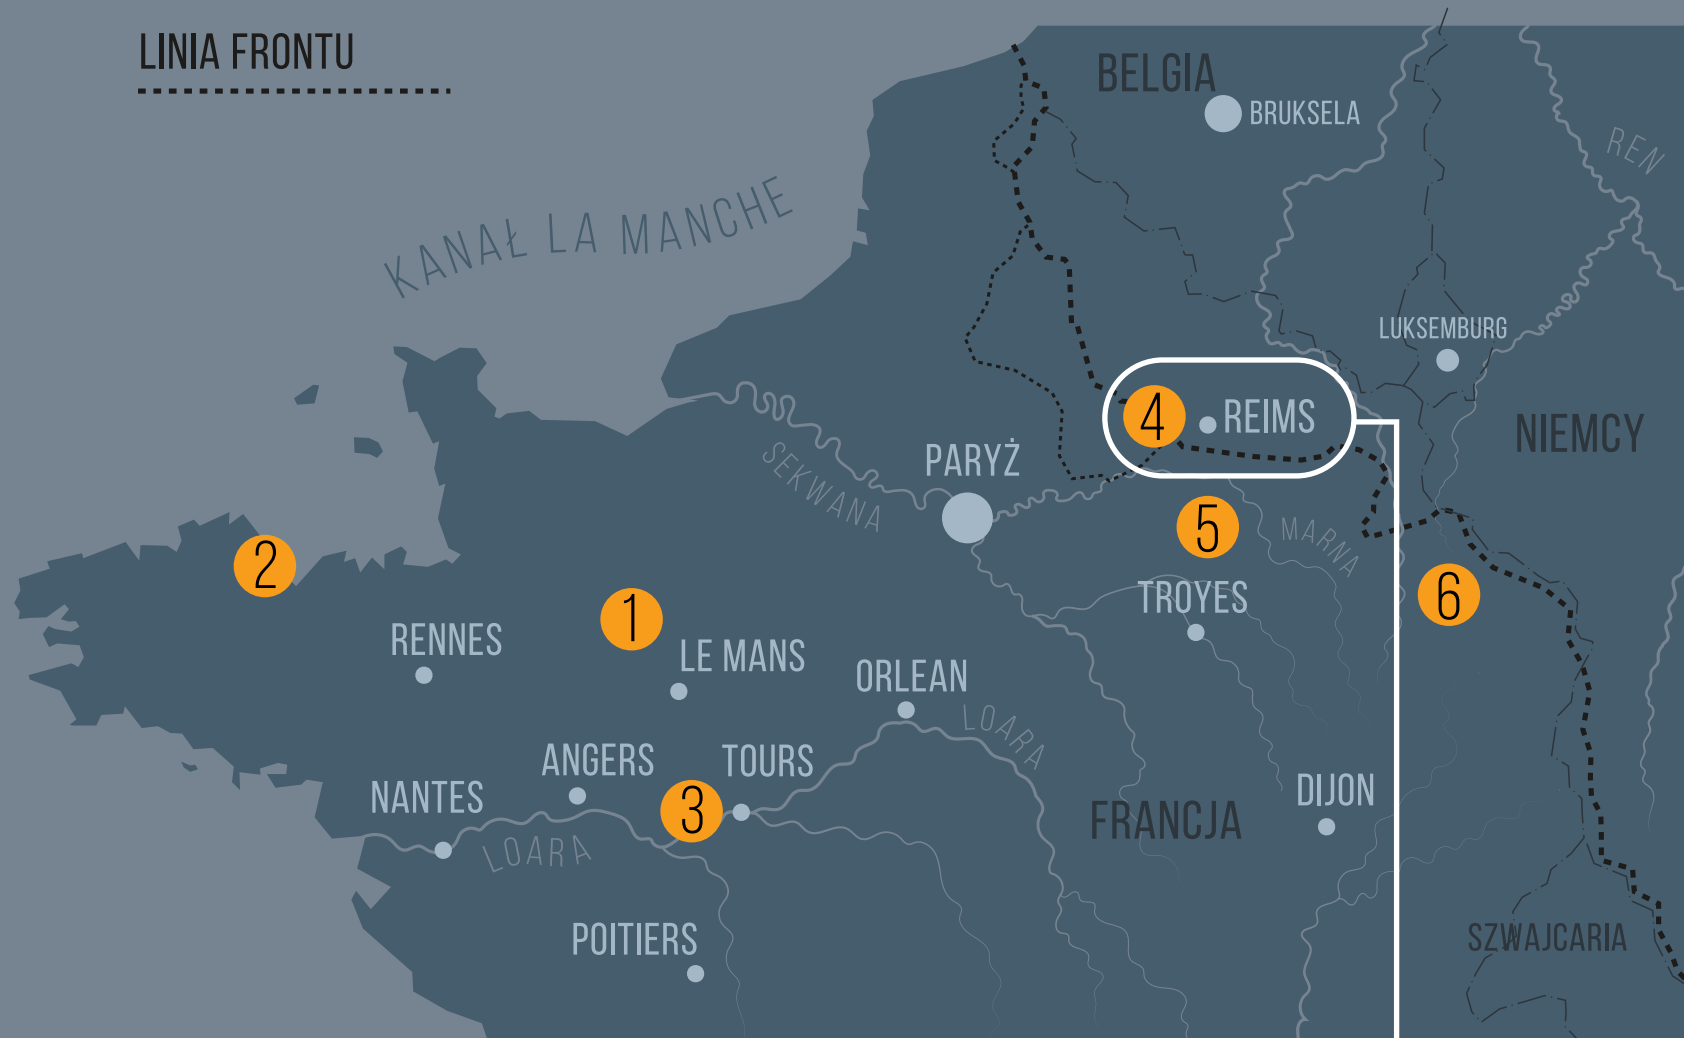 LINIA FRONTU
BELGIA
BRUKSELA
REN
KANAŁ LA MANCHE
LUKSEMBURG
4
REIMS
NIEMCY
PARYŻ
SEKWANA
5
MARNA
2
6
TROYES
1
RENNES
LE MANS
ORLEAN
LOARA
ANGERS
TOURS
NANTES
3
DIJON
FRANCJA
LOARA
POITIERS
SZWAJCARIA